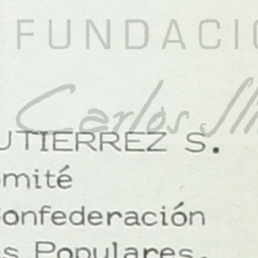 FUNDACIO
Carlos Sli
UTIERREZ S.
omité
Confederación
s Populares.